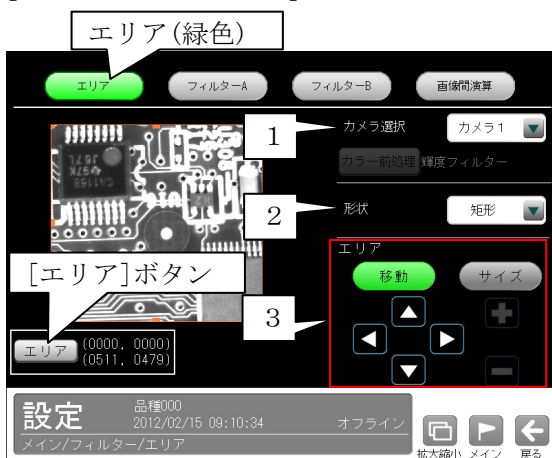 エリア(緑色)
エリア
フィルターA
フィルターB
画像間演算
1
カメラ選択
カメラ1
カラー前処理
輝度フィルター
2
形状
矩形
エリア
移動
サイズ
[エリア]ボタン
3
エリア
(0000, 0000)
(0511, 0479)
設定
品種000
2012/02/15 09:10:34
オフライン
メイン/フィルター/エリア
拡大縮小
メイン
戻る